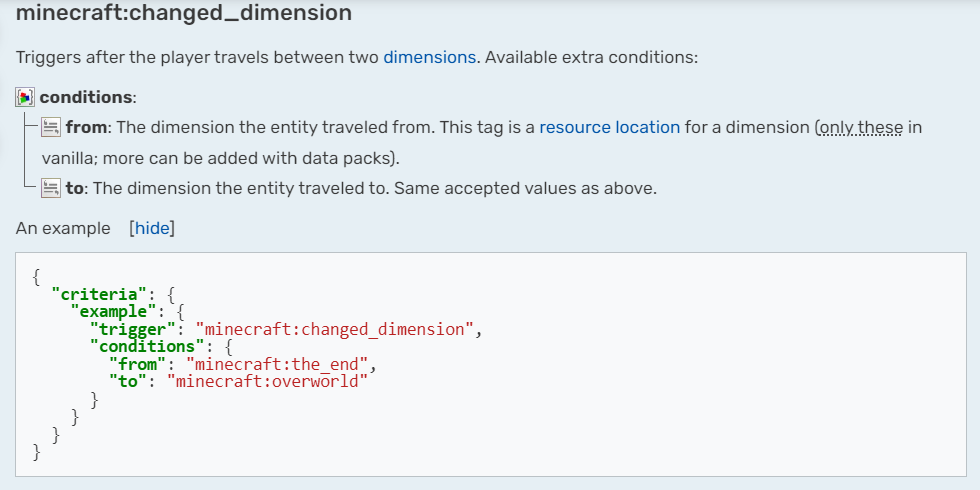 minecraft:changed_dimension
Triggers after the player travels between two dimensions. Available extra conditions:
conditions:
from: The dimension the entity traveled from. This tag is a resource location for a dimension (only these in
vanilla; more can be added with data packs).
to: The dimension the entity traveled to. Same accepted values as above.
An example [hide]
{
  "criteria": {
    "example": {
      "trigger": "minecraft:changed_dimension",
      "conditions": {
        "from": "minecraft:the_end",
        "to": "minecraft:overworld"
      }
    }
  }
}